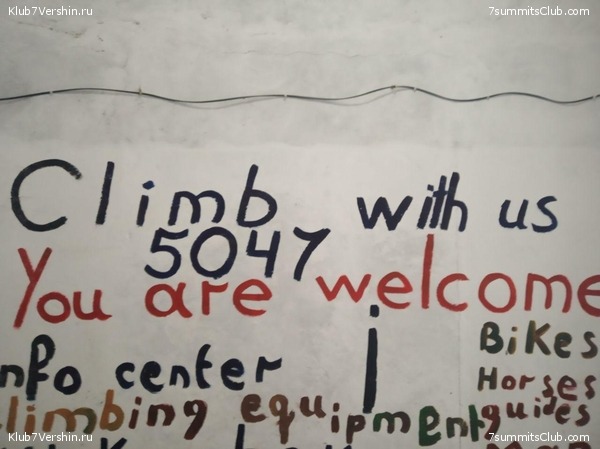 Klub7Vershin.ru 7summitsClub.com
Climb with us
5047
You are welcome
nfo center i Bikes
Horses
limbing equipment guides
Klub7Vershin.ru 7summitsClub.com